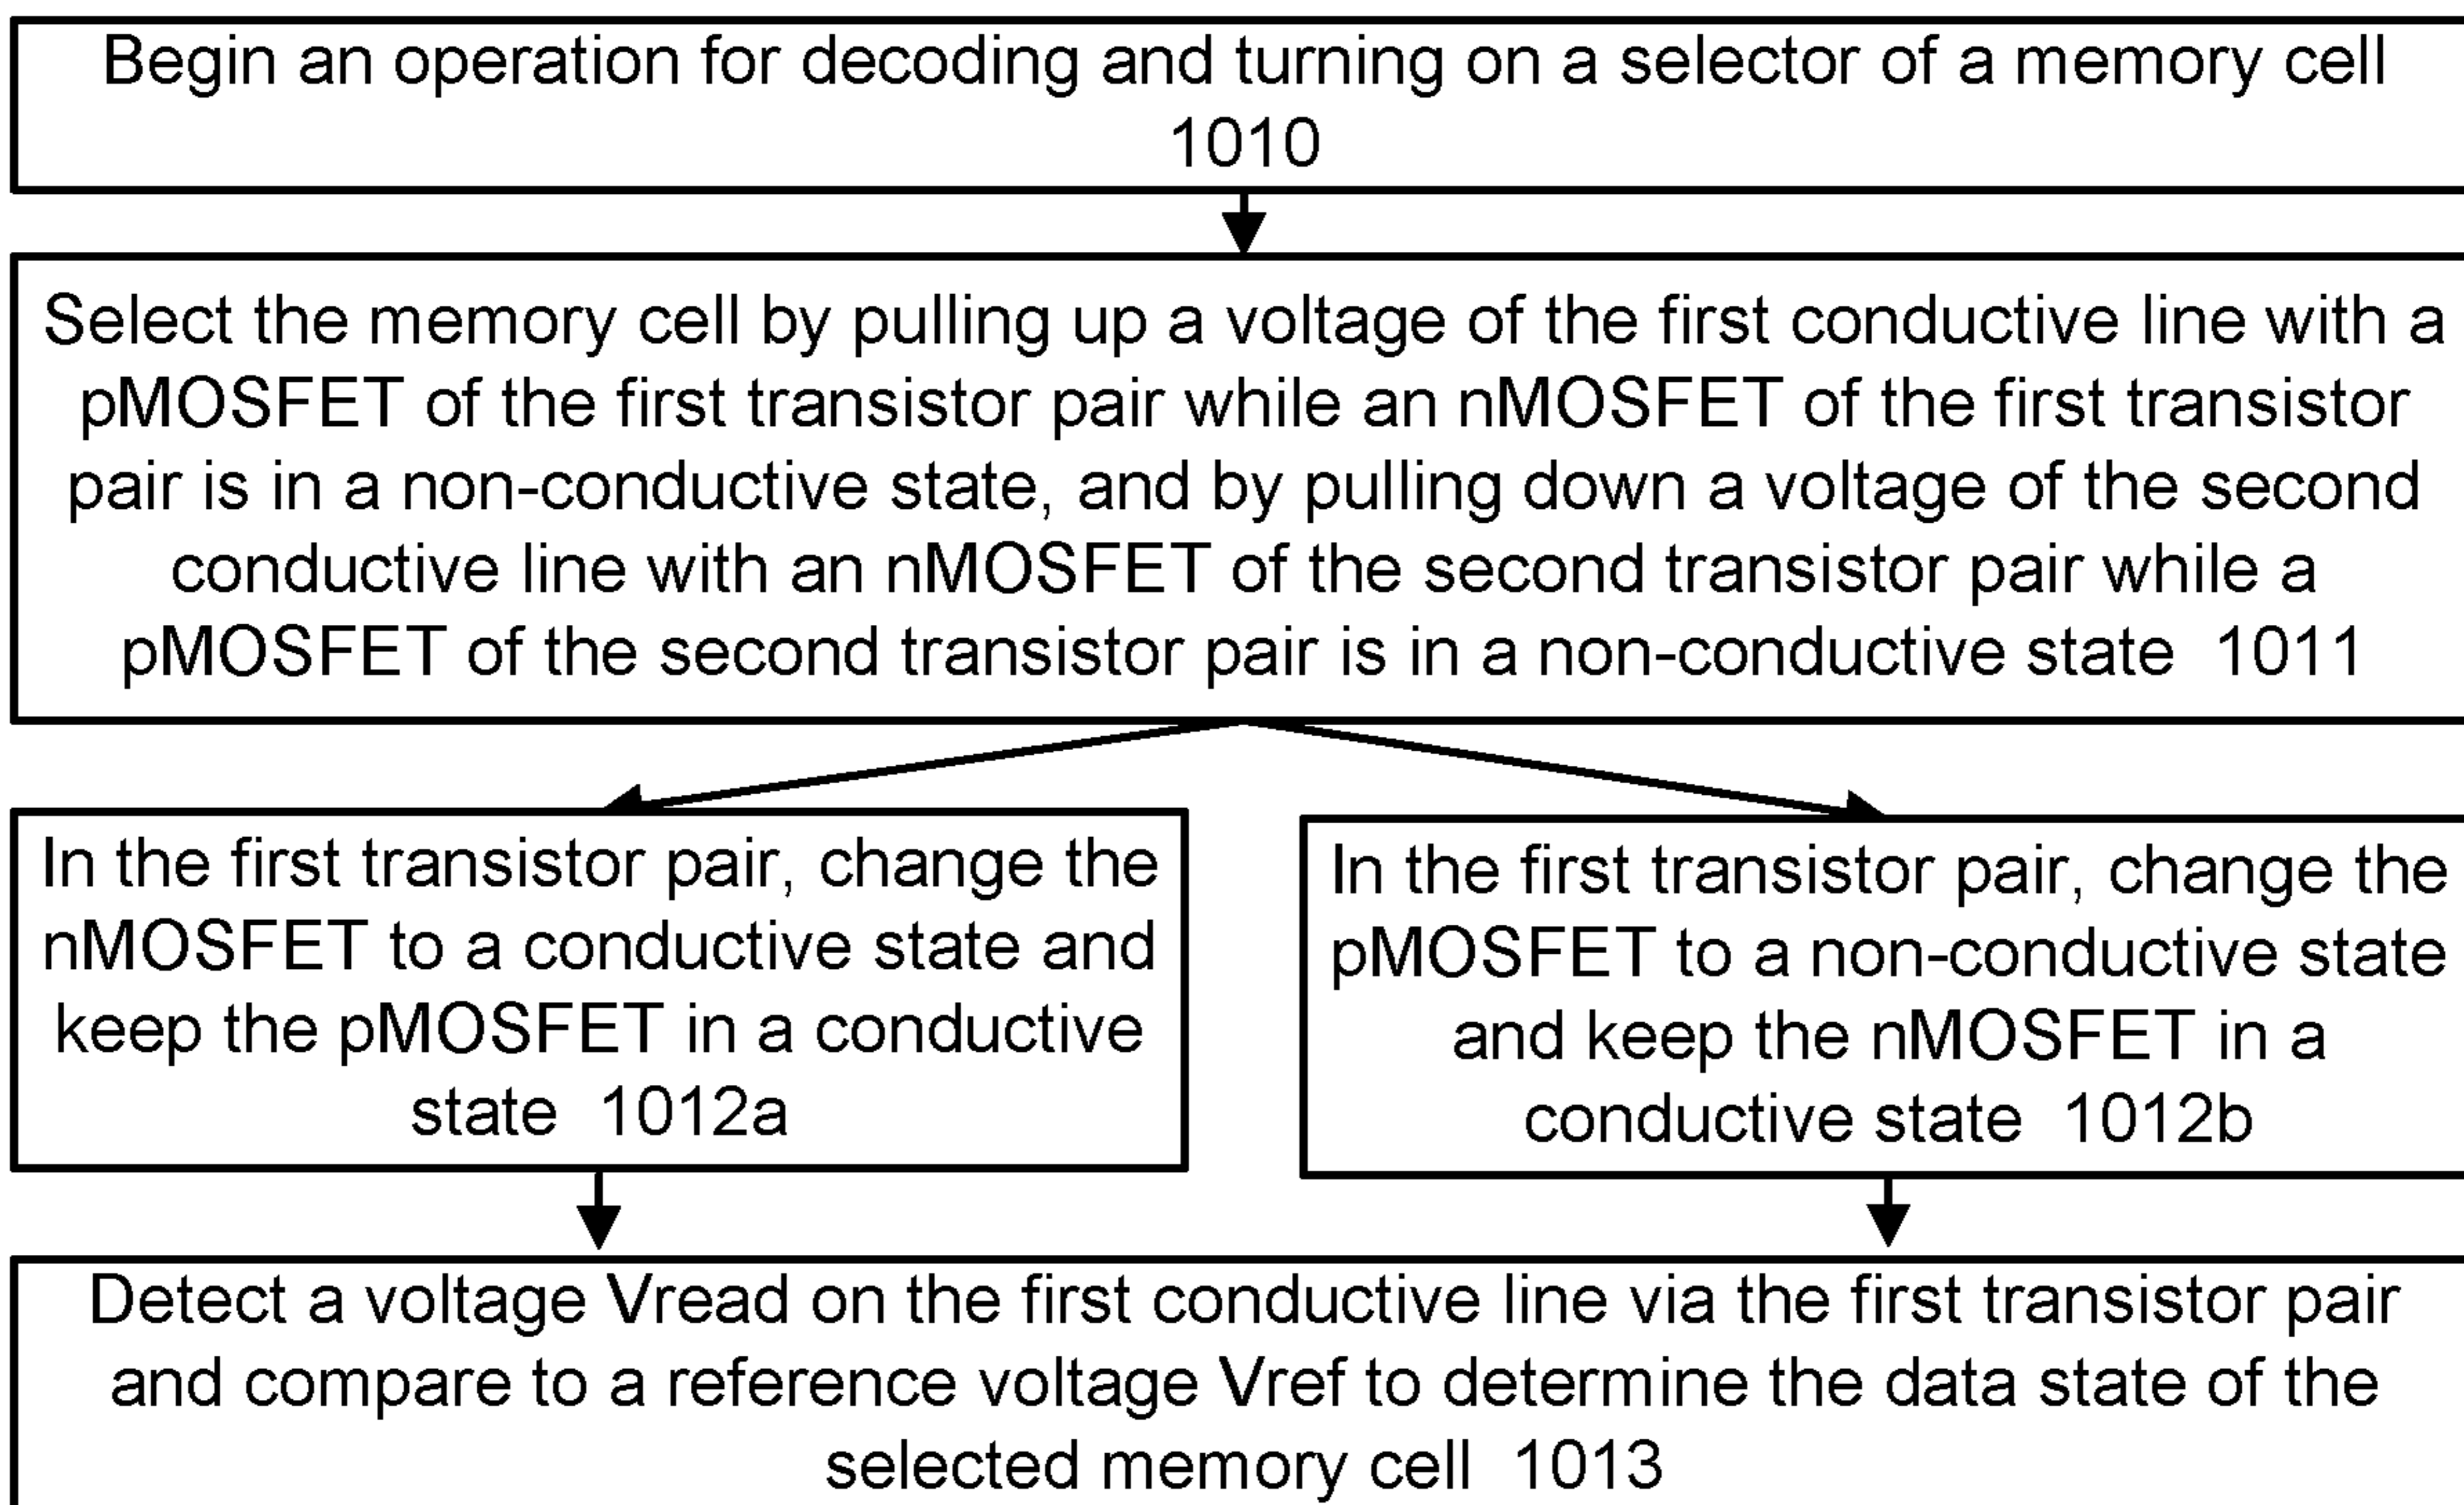 Begin an operation for decoding and turning on a selector of a memory cell
1010
Select the memory cell by pulling up a voltage of the first conductive line with a
pMOSFET of the first transistor pair while an nMOSFET of the first transistor
pair is in a non-conductive state, and by pulling down a voltage of the second
conductive line with an nMOSFET of the second transistor pair while a
pMOSFET of the second transistor pair is in a non-conductive state 1011
In the first transistor pair, change the
nMOSFET to a conductive state and
keep the pMOSFET in a conductive
state 1012a
In the first transistor pair, change the
pMOSFET to a non-conductive state
and keep the nMOSFET in a
conductive state 1012b
Detect a voltage Vread on the first conductive line via the first transistor pair
and compare to a reference voltage Vref to determine the data state of the
selected memory cell 1013